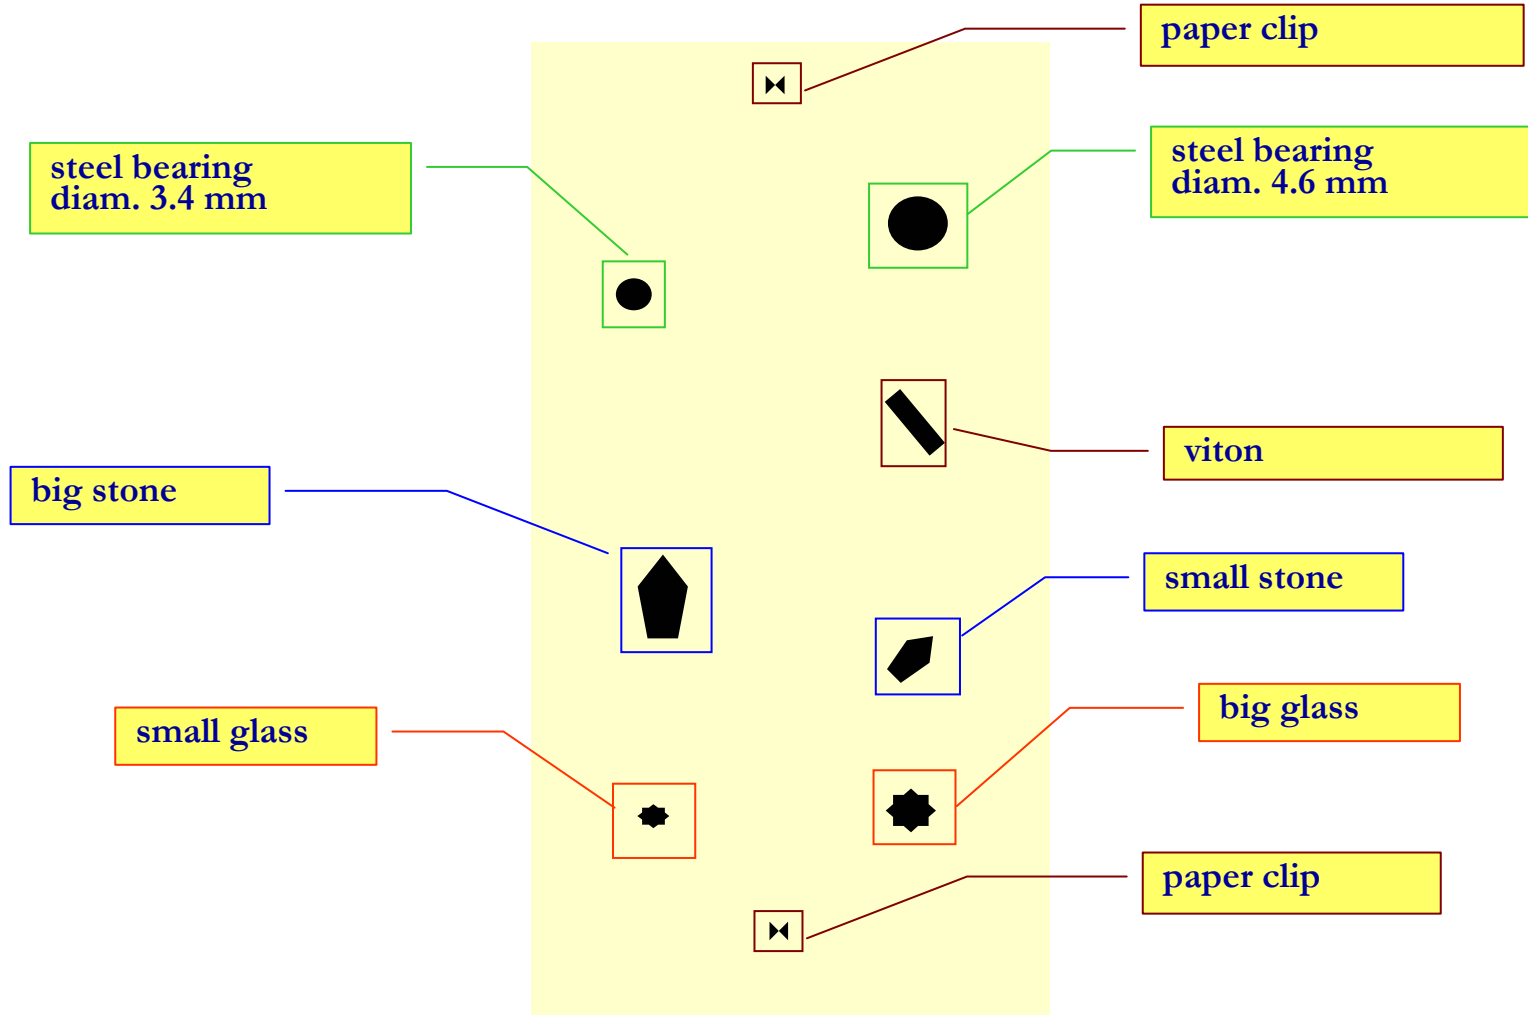 paper clip
steel bearing
diam. 4.6 mm
steel bearing
diam. 3.4 mm
viton
big stone
small stone
big glass
small glass
paper clip